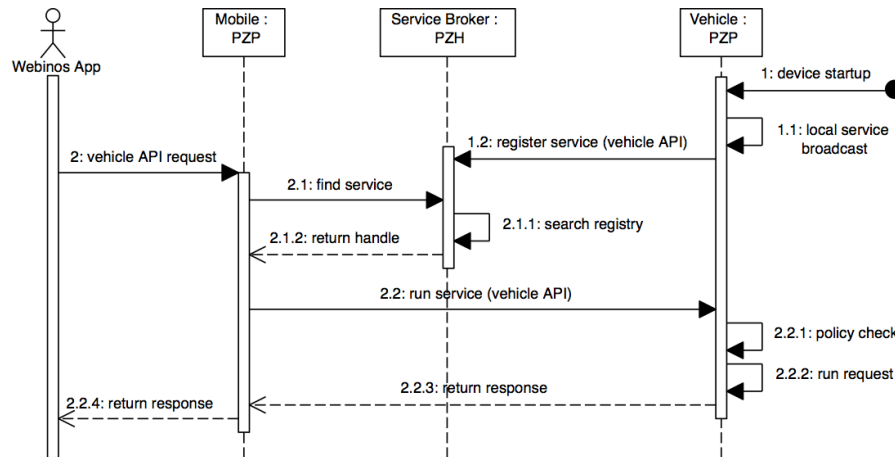 Mobile :
PZP
Service Broker :
PZH
Vehicle :
PZP
Webinos App
1: device startup
1.1: local service
broadcast
1.2: register service (vehicle API)
2: vehicle API request
2.1: find service
2.1.1: search registry
2.1.2: return handle
2.2: run service (vehicle API)
2.2.1: policy check
2.2.2: run request
2.2.3: return response
2.2.4: return response